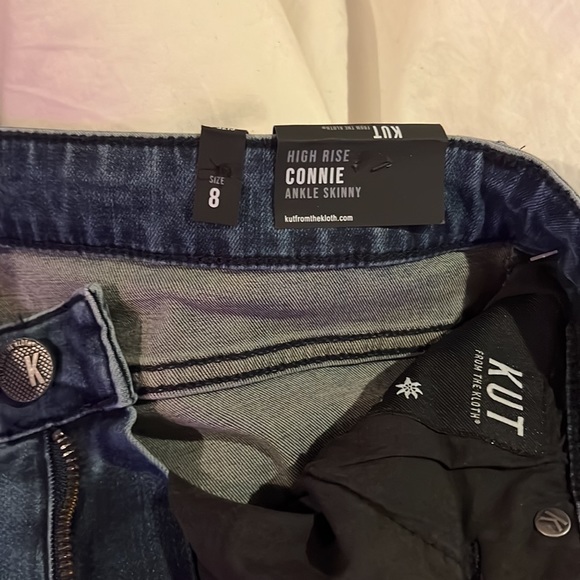 KUT
FROM THE KLOTH®
HIGH RISE
CONNIE
ANKLE SKINNY
kutfromthekloth.com
SIZE
8
K
KUT
FROM THE KLOTH®
K